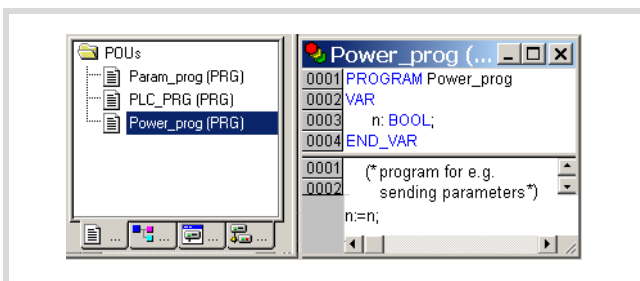 POUs
Param_prog (PRG)
PLC_PRG (PRG)
Power_prog (PRG)
... ... ... ...
Power_prog (...
0001 PROGRAM Power_prog
0002 VAR
0003 n: BOOL;
0004 END_VAR
0001 (* program for e.g.
0002 sending parameters*)
n:=n;